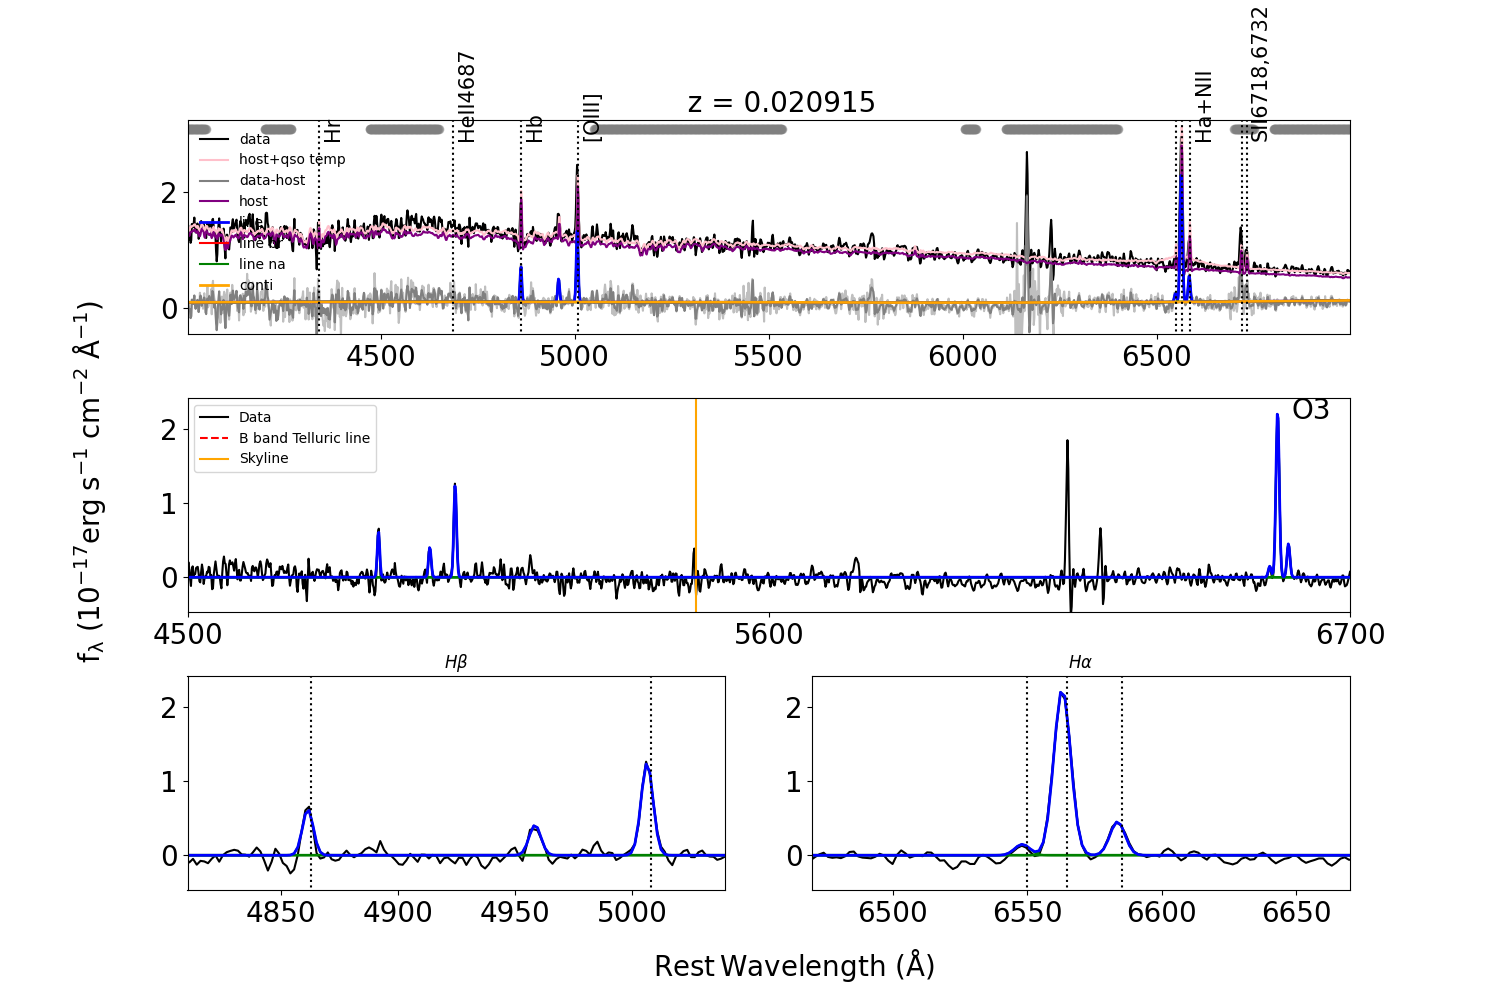 z = 0.020915
Hr
HeII4687
Hb
[OIII]
Ha+NII
SII6718,6732
data
host+qso temp
data-host
host
line
line na
conti
2
0
4500 5000 5500 6000 6500
fλ (10⁻¹⁷erg s⁻¹ cm⁻² Å⁻¹)
O3
Data
B band Telluric line
Skyline
2
1
0
4500 5600 6700
Hβ
2
1
0
4850 4900 4950 5000
Hα
2
1
0
6500 6550 6600 6650
Rest Wavelength (Å)